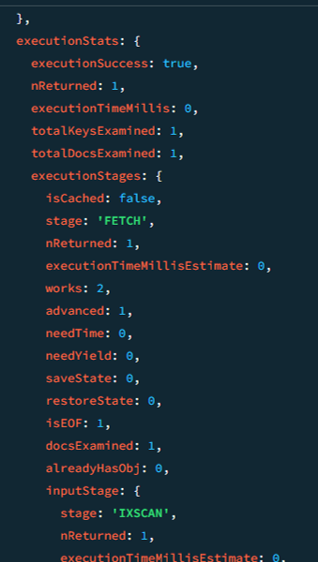 },
executionStats: {
executionSuccess: true,
nReturned: 1,
executionTimeMillis: 0,
totalKeysExamined: 1,
totalDocsExamined: 1,
executionStages: {
isCached: false,
stage: 'FETCH',
nReturned: 1,
executionTimeMillisEstimate: 0,
works: 2,
advanced: 1,
needTime: 0,
needYield: 0,
saveState: 0,
restoreState: 0,
isEOF: 1,
docsExamined: 1,
alreadyHasObj: 0,
inputStage: {
stage: 'IXSCAN',
nReturned: 1,
executionTimeMillisEstimate: 0,